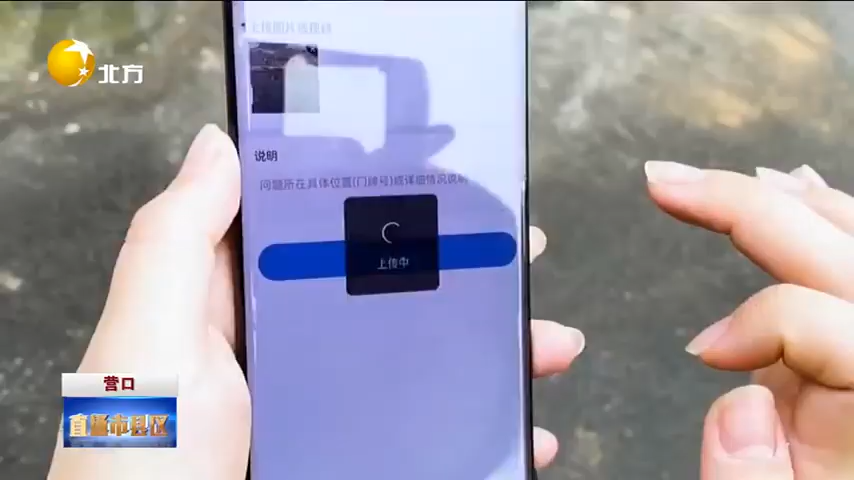 上传图片或视频
北方
说明
问题所在具体位置(门牌号)或详细情况说明
上传中
营口
直通市县区